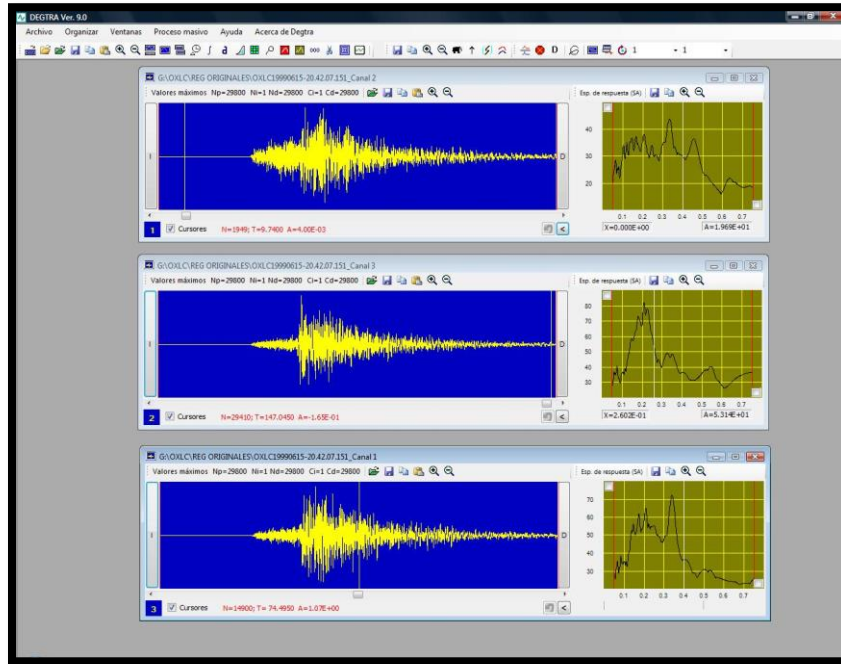 DEGTRA Ver. 9.0
Archivo Organizar Ventanas Proceso masivo Ayuda Acerca de Degtra
1 1
G:\OXLC\REG ORIGINALES\OXLC19990615-20.42.07.151_Canal 2
Valores máximos Np=29800 Ni=1 Nd=29800 Ci=1 Cd=29800
Esp. de respuesta (SA)
I
D
40
30
20
0.1 0.2 0.3 0.4 0.5 0.6 0.7
X=0.000E+00 A=1.969E+01
1 Cursores N=1949; T=9.7400 A=4.00E-03
G:\OXLC\REG ORIGINALES\OXLC19990615-20.42.07.151_Canal 3
Valores máximos Np=29800 Ni=1 Nd=29800 Ci=1 Cd=29800
Esp. de respuesta (SA)
I
D
80
70
60
50
40
30
0.1 0.2 0.3 0.4 0.5 0.6 0.7
X=2.602E-01 A=5.314E+01
2 Cursores N=29410; T=147.0450 A=-1.65E-01
G:\OXLC\REG ORIGINALES\OXLC19990615-20.42.07.151_Canal 1
Valores máximos Np=29800 Ni=1 Nd=29800 Ci=1 Cd=29800
Esp. de respuesta (SA)
I
D
70
60
50
40
30
0.1 0.2 0.3 0.4 0.5 0.6 0.7
3 Cursores N=14900; T= 74.4950 A=1.07E+00